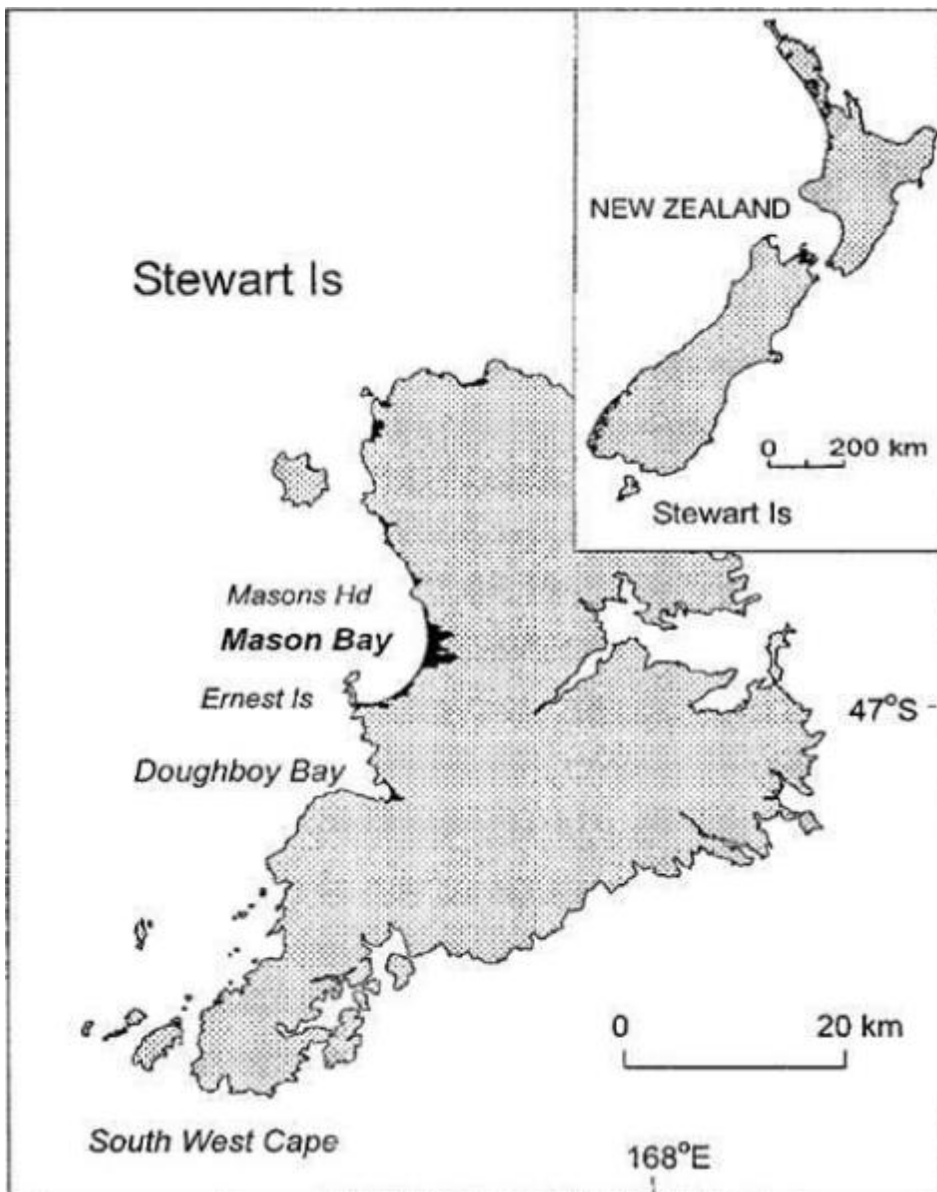 NEW ZEALAND
Stewart Is
0 200 km
Stewart Is
Masons Hd
Mason Bay
Ernest Is
47°S
Doughboy Bay
0 20 km
South West Cape
168°E